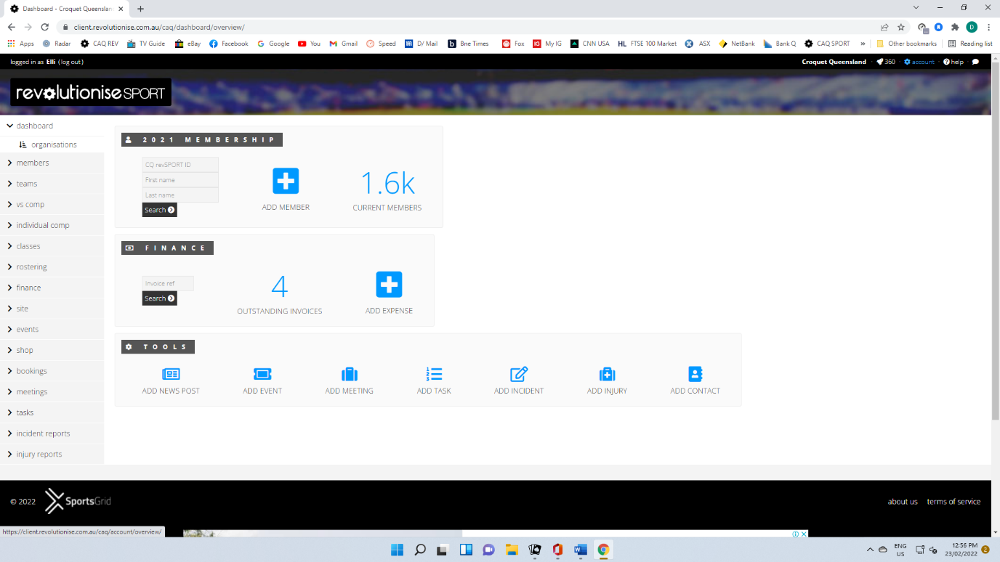 Dashboard - Croquet Queensland
client.revolutionise.com.au/caq/dashboard/overview/
D
Apps Radar CAQ REV TV Guide eBay Facebook Google You Gmail Speed D/ Mail Bne Times Fox My IG CNN USA FTSE 100 Market ASX NetBank Bank Q CAQ SPORT » Other bookmarks Reading list
logged in as Elli (log out)
Croquet Queensland · 360 · account · help ·
revolutioniseSPORT
dashboard
organisations
members
teams
vs comp
individual comp
classes
rostering
finance
site
events
shop
bookings
meetings
tasks
incident reports
injury reports
2021 MEMBERSHIP
CQ revSPORT ID
First name
Last name
Search
ADD MEMBER
1.6k
CURRENT MEMBERS
FINANCE
Invoice ref
Search
4
OUTSTANDING INVOICES
ADD EXPENSE
TOOLS
ADD NEWS POST
ADD EVENT
ADD MEETING
ADD TASK
ADD INCIDENT
ADD INJURY
ADD CONTACT
© 2022 SportsGrid
about us terms of service
https://client.revolutionise.com.au/caq/account/overview/
ENG
US
12:56 PM
23/02/2022
2